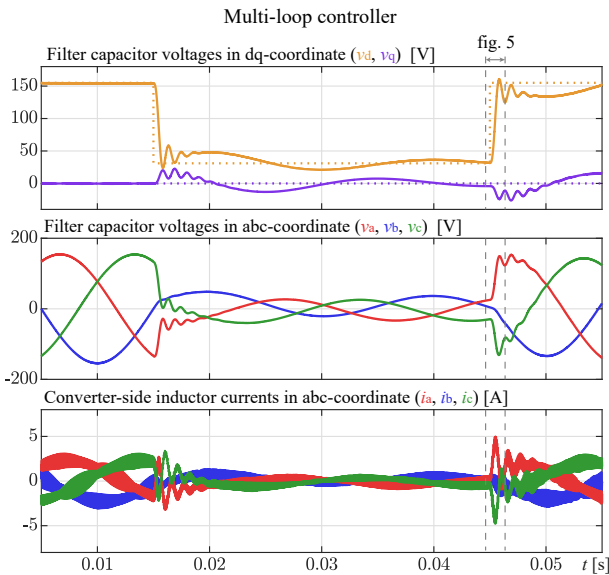 Multi-loop controller
Filter capacitor voltages in dq-coordinate (vd, vq) [V]
fig. 5
150
100
50
0
Filter capacitor voltages in abc-coordinate (va, vb, vc) [V]
200
0
-200
Converter-side inductor currents in abc-coordinate (ia, ib, ic) [A]
5
0
-5
0.01 0.02 0.03 0.04 0.05 t [s]